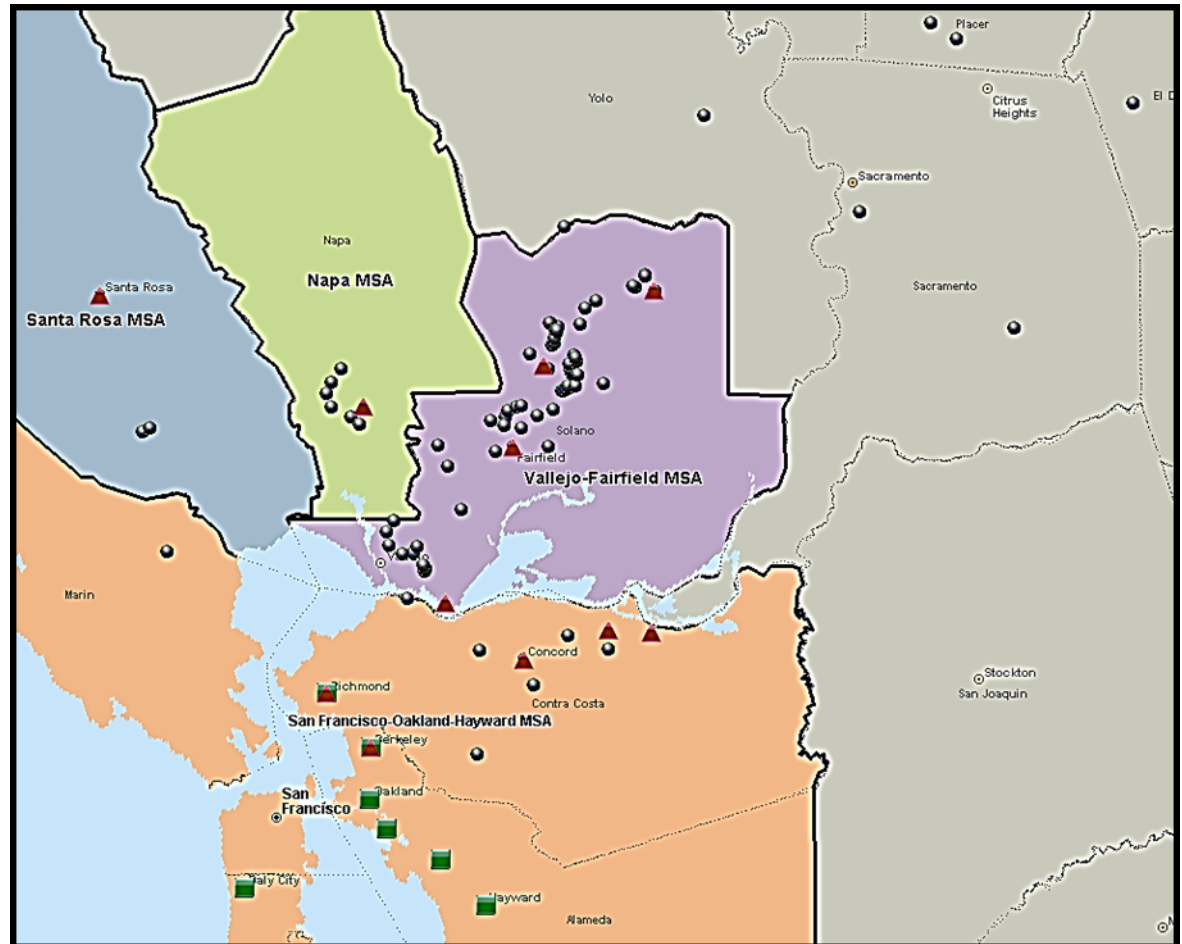 Placer
Yolo
Citrus
Heights
El D
Sacramento
Napa
Napa MSA
Santa Rosa
Santa Rosa MSA
Sacramento
Solano
Fairfield
Vallejo-Fairfield MSA
Marin
Concord
Stockton
San Joaquin
Richmond
Contra Costa
San Francisco-Oakland-Hayward MSA
Berkeley
Oakland
San
Francisco
Daly City
Hayward
Alameda